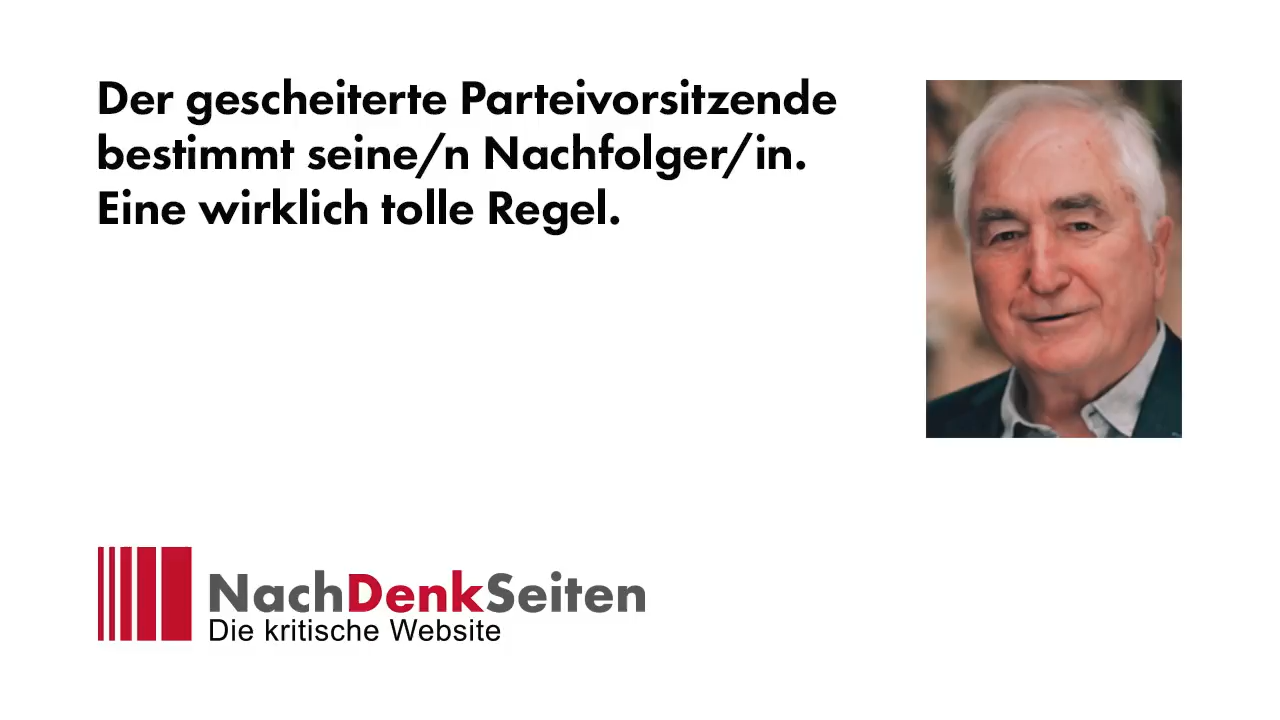 Der gescheiterte Parteivorsitzende
bestimmt seine/n Nachfolger/in.
Eine wirklich tolle Regel.
NachDenkSeiten
Die kritische Website